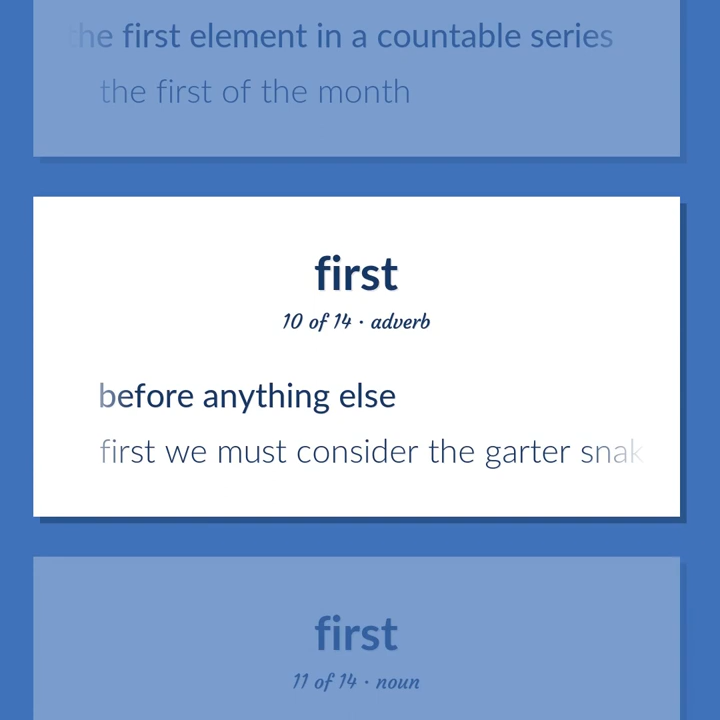 the first element in a countable series
the first of the month
first
10 of 14 · adverb
before anything else
first we must consider the garter snak
first
11 of 14 · noun